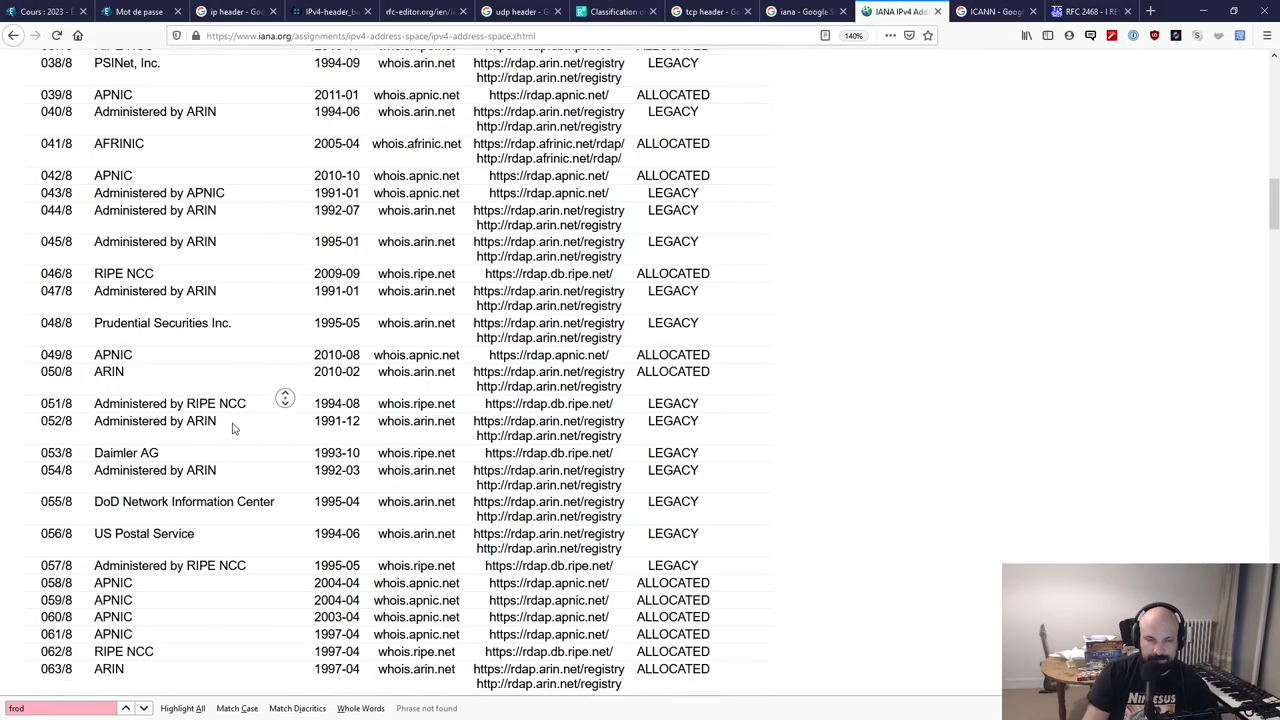 Cours : 2023 - E
Mot de passe
ip header - Goo
IPv4-header_ba
rfc-editor.org/en/ie
udp header - G
Classification o
tcp header - G
iana - Google S
IANA IPv4 Add
ICANN - Googl
RFC 2468 - I RE
https://www.iana.org/assignments/ipv4-address-space/ipv4-address-space.xhtml
140%
038/8 PSINet, Inc. 1994-09 whois.arin.net https://rdap.arin.net/registry LEGACY
http://rdap.arin.net/registry
039/8 APNIC 2011-01 whois.apnic.net https://rdap.apnic.net/ ALLOCATED
040/8 Administered by ARIN 1994-06 whois.arin.net https://rdap.arin.net/registry LEGACY
http://rdap.arin.net/registry
041/8 AFRINIC 2005-04 whois.afrinic.net https://rdap.afrinic.net/rdap/ ALLOCATED
http://rdap.afrinic.net/rdap/
042/8 APNIC 2010-10 whois.apnic.net https://rdap.apnic.net/ ALLOCATED
043/8 Administered by APNIC 1991-01 whois.apnic.net https://rdap.apnic.net/ LEGACY
044/8 Administered by ARIN 1992-07 whois.arin.net https://rdap.arin.net/registry LEGACY
http://rdap.arin.net/registry
045/8 Administered by ARIN 1995-01 whois.arin.net https://rdap.arin.net/registry LEGACY
http://rdap.arin.net/registry
046/8 RIPE NCC 2009-09 whois.ripe.net https://rdap.db.ripe.net/ ALLOCATED
047/8 Administered by ARIN 1991-01 whois.arin.net https://rdap.arin.net/registry LEGACY
http://rdap.arin.net/registry
048/8 Prudential Securities Inc. 1995-05 whois.arin.net https://rdap.arin.net/registry LEGACY
http://rdap.arin.net/registry
049/8 APNIC 2010-08 whois.apnic.net https://rdap.apnic.net/ ALLOCATED
050/8 ARIN 2010-02 whois.arin.net https://rdap.arin.net/registry ALLOCATED
http://rdap.arin.net/registry
051/8 Administered by RIPE NCC 1994-08 whois.ripe.net https://rdap.db.ripe.net/ LEGACY
052/8 Administered by ARIN 1991-12 whois.arin.net https://rdap.arin.net/registry LEGACY
http://rdap.arin.net/registry
053/8 Daimler AG 1993-10 whois.ripe.net https://rdap.db.ripe.net/ LEGACY
054/8 Administered by ARIN 1992-03 whois.arin.net https://rdap.arin.net/registry LEGACY
http://rdap.arin.net/registry
055/8 DoD Network Information Center 1995-04 whois.arin.net https://rdap.arin.net/registry LEGACY
http://rdap.arin.net/registry
056/8 US Postal Service 1994-06 whois.arin.net https://rdap.arin.net/registry LEGACY
http://rdap.arin.net/registry
057/8 Administered by RIPE NCC 1995-05 whois.ripe.net https://rdap.db.ripe.net/ LEGACY
058/8 APNIC 2004-04 whois.apnic.net https://rdap.apnic.net/ ALLOCATED
059/8 APNIC 2004-04 whois.apnic.net https://rdap.apnic.net/ ALLOCATED
060/8 APNIC 2003-04 whois.apnic.net https://rdap.apnic.net/ ALLOCATED
061/8 APNIC 1997-04 whois.apnic.net https://rdap.apnic.net/ ALLOCATED
062/8 RIPE NCC 1997-04 whois.ripe.net https://rdap.db.ripe.net/ ALLOCATED
063/8 ARIN 1997-04 whois.arin.net https://rdap.arin.net/registry ALLOCATED
http://rdap.arin.net/registry
frod
Highlight All
Match Case
Match Diacritics
Whole Words
Phrase not found